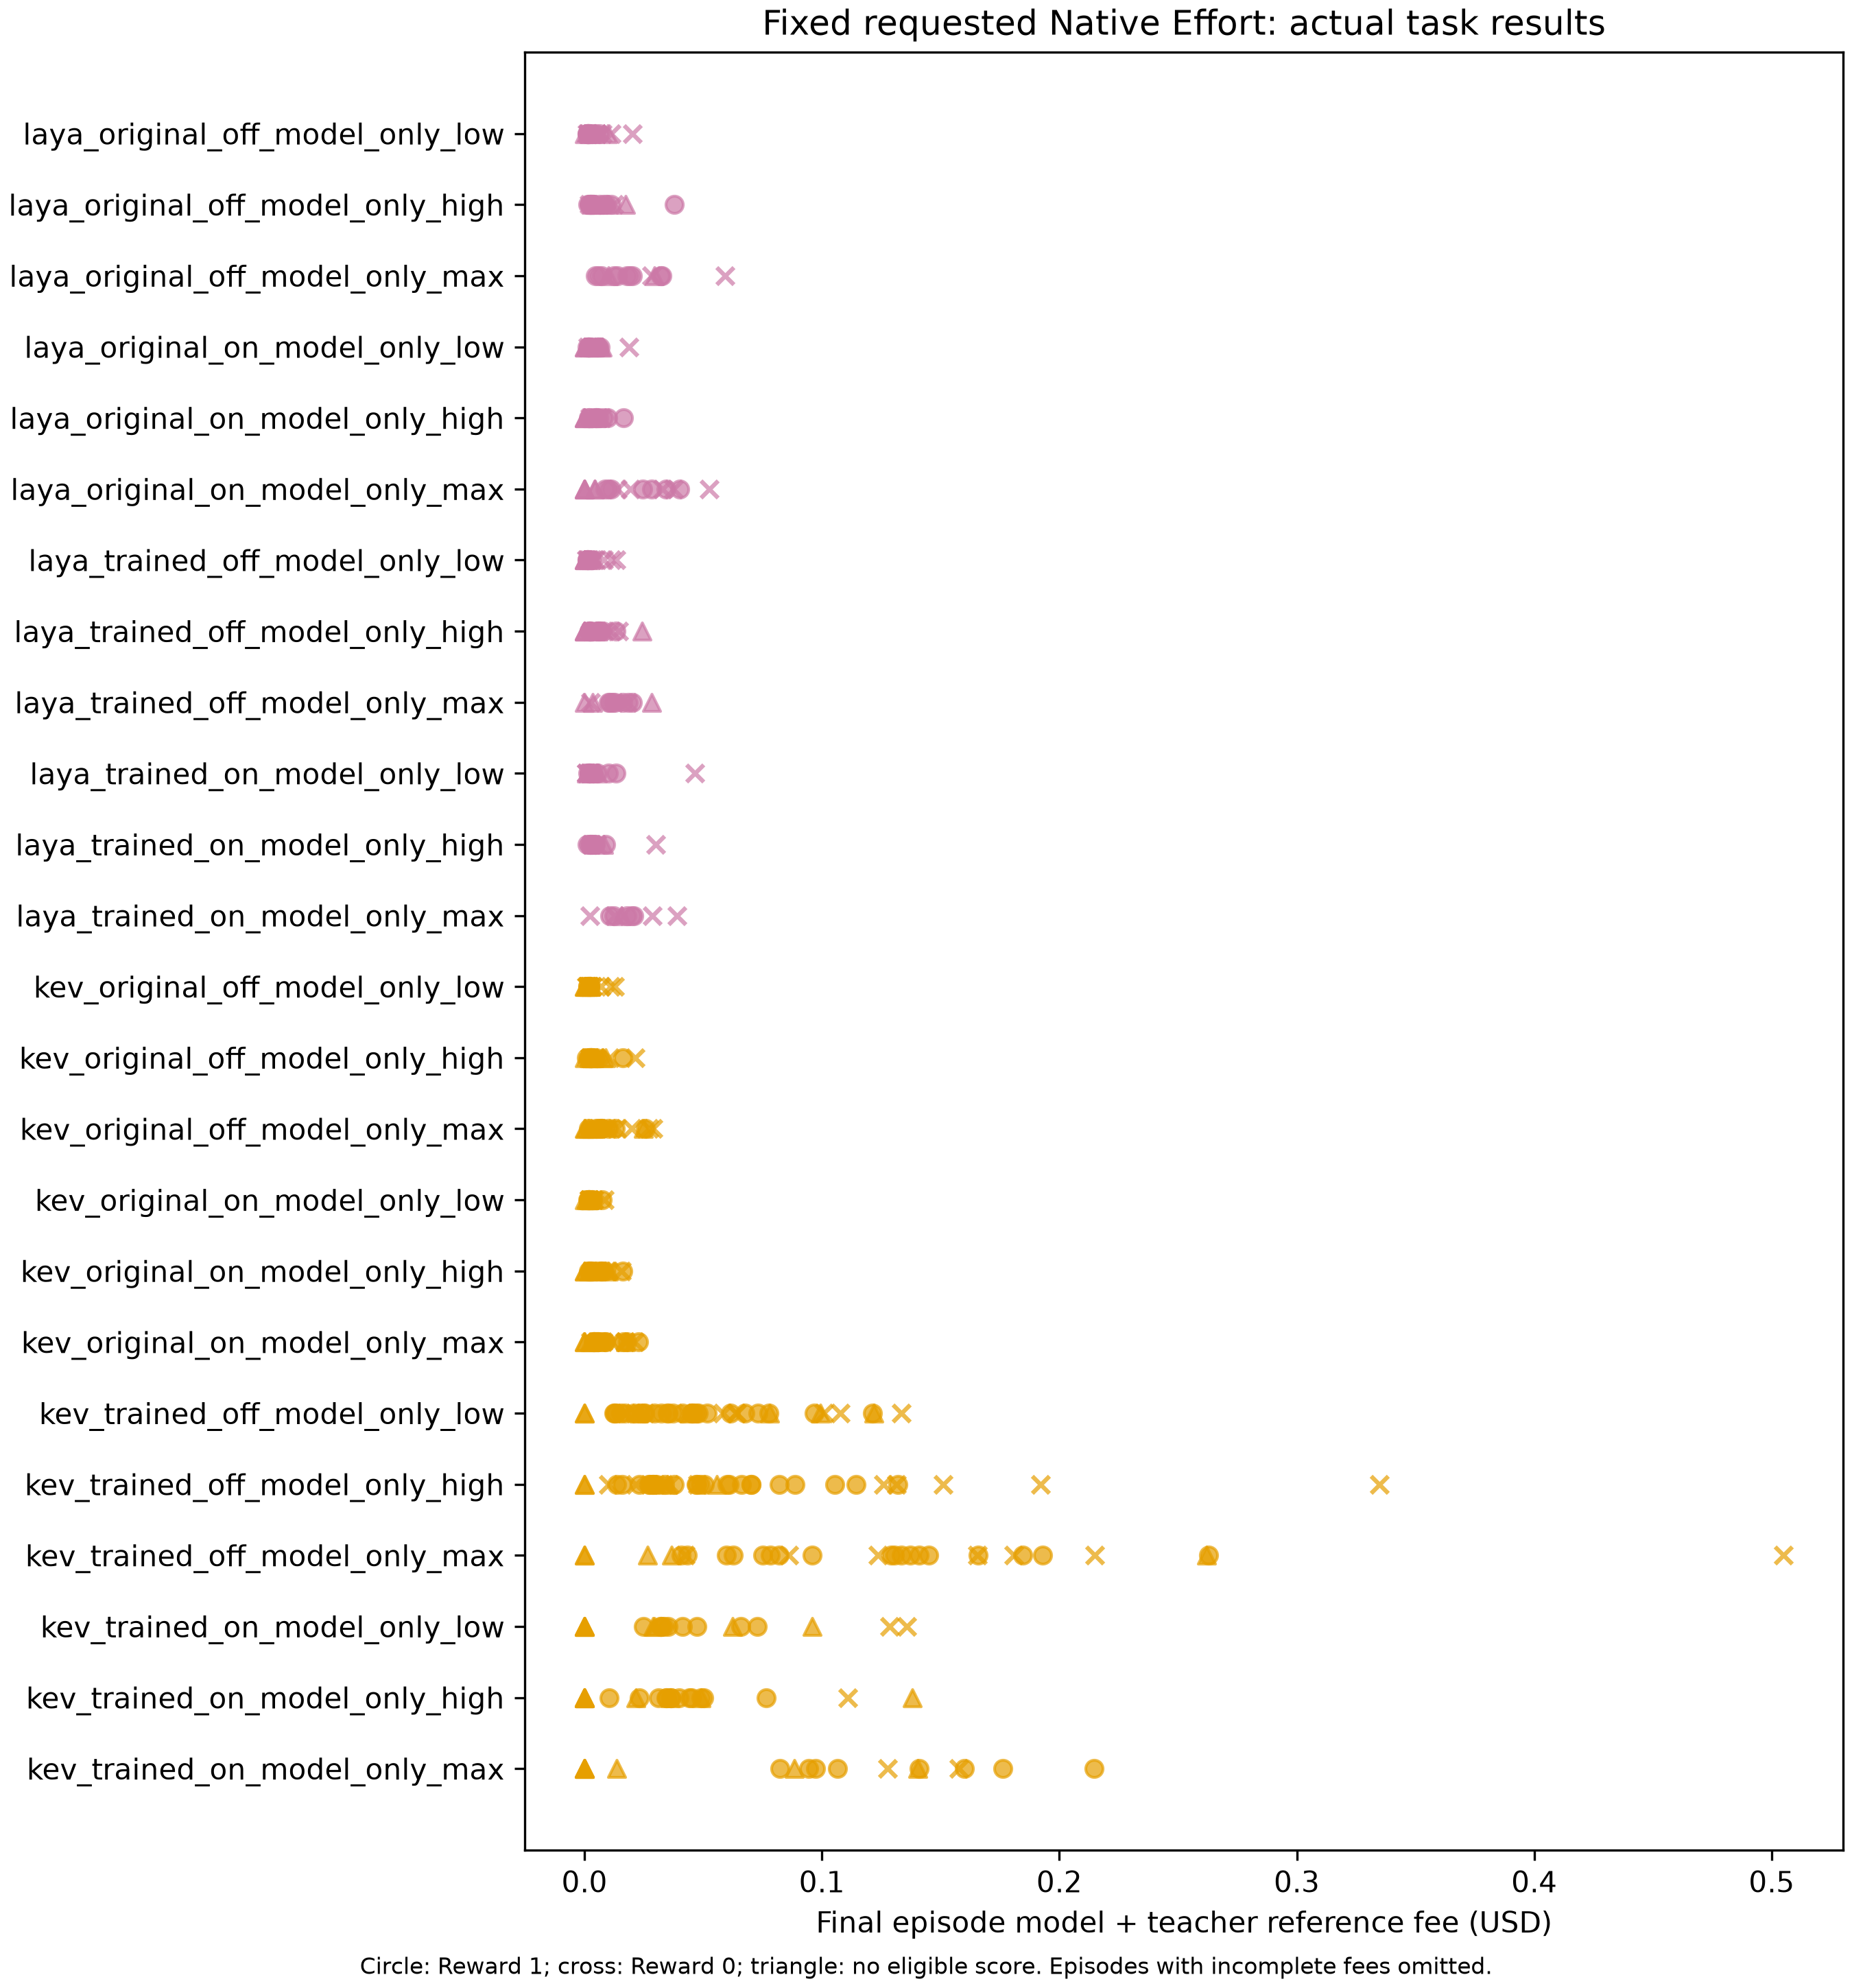 Fixed requested Native Effort: actual task results
laya_original_off_model_only_low
laya_original_off_model_only_high
laya_original_off_model_only_max
laya_original_on_model_only_low
laya_original_on_model_only_high
laya_original_on_model_only_max
laya_trained_off_model_only_low
laya_trained_off_model_only_high
laya_trained_off_model_only_max
laya_trained_on_model_only_low
laya_trained_on_model_only_high
laya_trained_on_model_only_max
kev_original_off_model_only_low
kev_original_off_model_only_high
kev_original_off_model_only_max
kev_original_on_model_only_low
kev_original_on_model_only_high
kev_original_on_model_only_max
kev_trained_off_model_only_low
kev_trained_off_model_only_high
kev_trained_off_model_only_max
kev_trained_on_model_only_low
kev_trained_on_model_only_high
kev_trained_on_model_only_max
0.0 0.1 0.2 0.3 0.4 0.5
Final episode model + teacher reference fee (USD)
Circle: Reward 1; cross: Reward 0; triangle: no eligible score. Episodes with incomplete fees omitted.